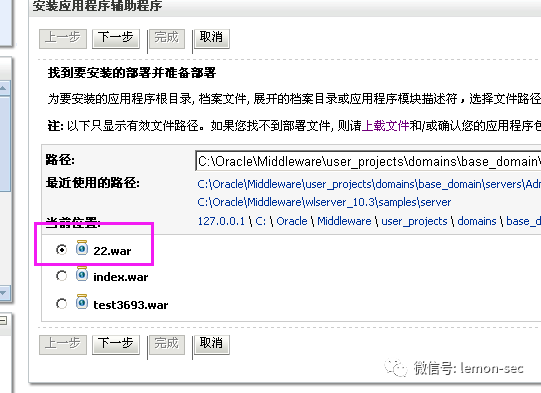 安装应用程序辅助程序
上一步 下一步 完成 取消
找到要安装的部署并准备部署
为要安装的应用程序根目录, 档案文件, 展开的档案目录或应用程序模块描述符，选择文件路径
注: 以下只显示有效文件路径。如果您找不到部署文件, 则请上载文件和/或确认您的应用程序包
路径: C:\Oracle\Middleware\user_projects\domains\base_domain\
最近使用的路径: C:\Oracle\Middleware\user_projects\domains\base_domain\servers\Adr
C:\Oracle\Middleware\wlserver_10.3\samples\server
当前位置: 127.0.0.1 \ C: \ Oracle \ Middleware \ user_projects \ domains \ base_do
22.war
index.war
test3693.war
上一步 下一步 完成 取消
微信号: lemon-sec